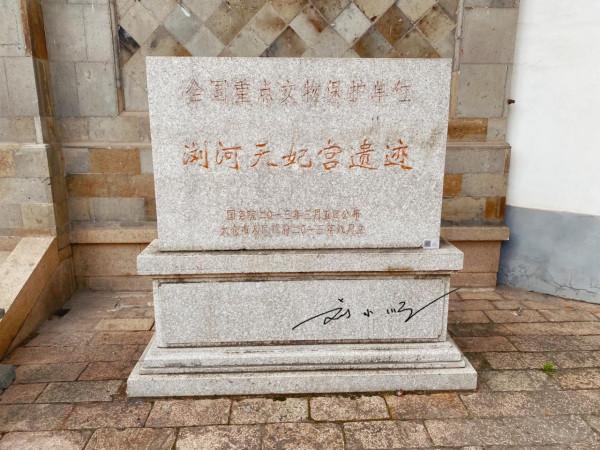 全国重点文物保护单位
浏河天妃宫遗迹
国务院二〇一三年三月五日公布
太仓市人民政府二〇一三年九月立